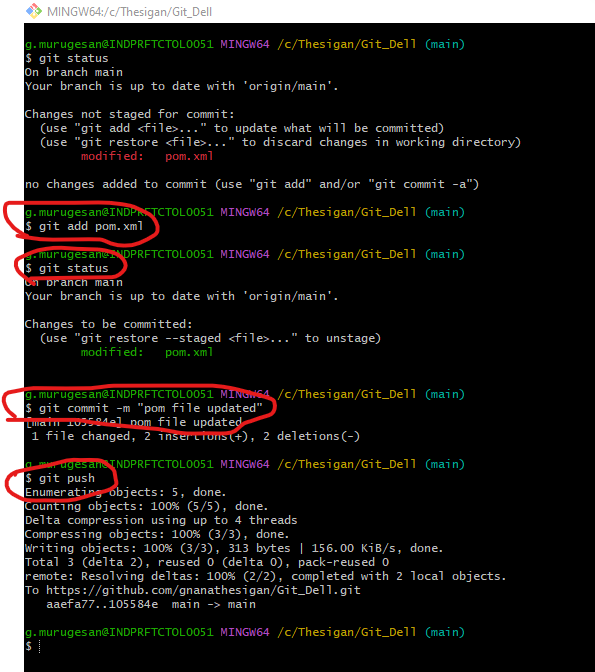 MINGW64:/c/Thesigan/Git_Dell
g.murugesan@INDPRFTCTOL0051 MINGW64 /c/Thesigan/Git_Dell (main)
$ git status
On branch main
Your branch is up to date with 'origin/main'.
Changes not staged for commit:
  (use "git add <file>..." to update what will be committed)
  (use "git restore <file>..." to discard changes in working directory)
        modified:   pom.xml
no changes added to commit (use "git add" and/or "git commit -a")
g.murugesan@INDPRFTCTOL0051 MINGW64 /c/Thesigan/Git_Dell (main)
$ git add pom.xml
g.murugesan@INDPRFTCTOL0051 MINGW64 /c/Thesigan/Git_Dell (main)
$ git status
On branch main
Your branch is up to date with 'origin/main'.
Changes to be committed:
  (use "git restore --staged <file>..." to unstage)
        modified:   pom.xml
g.murugesan@INDPRFTCTOL0051 MINGW64 /c/Thesigan/Git_Dell (main)
$ git commit -m "pom file updated"
[main 105584e] pom file updated
 1 file changed, 2 insertions(+), 2 deletions(-)
g.murugesan@INDPRFTCTOL0051 MINGW64 /c/Thesigan/Git_Dell (main)
$ git push
Enumerating objects: 5, done.
Counting objects: 100% (5/5), done.
Delta compression using up to 4 threads
Compressing objects: 100% (3/3), done.
Writing objects: 100% (3/3), 313 bytes | 156.00 KiB/s, done.
Total 3 (delta 2), reused 0 (delta 0), pack-reused 0
remote: Resolving deltas: 100% (2/2), completed with 2 local objects.
To https://github.com/gnanathesigan/Git_Dell.git
   aaefa77..105584e  main -> main
g.murugesan@INDPRFTCTOL0051 MINGW64 /c/Thesigan/Git_Dell (main)
$